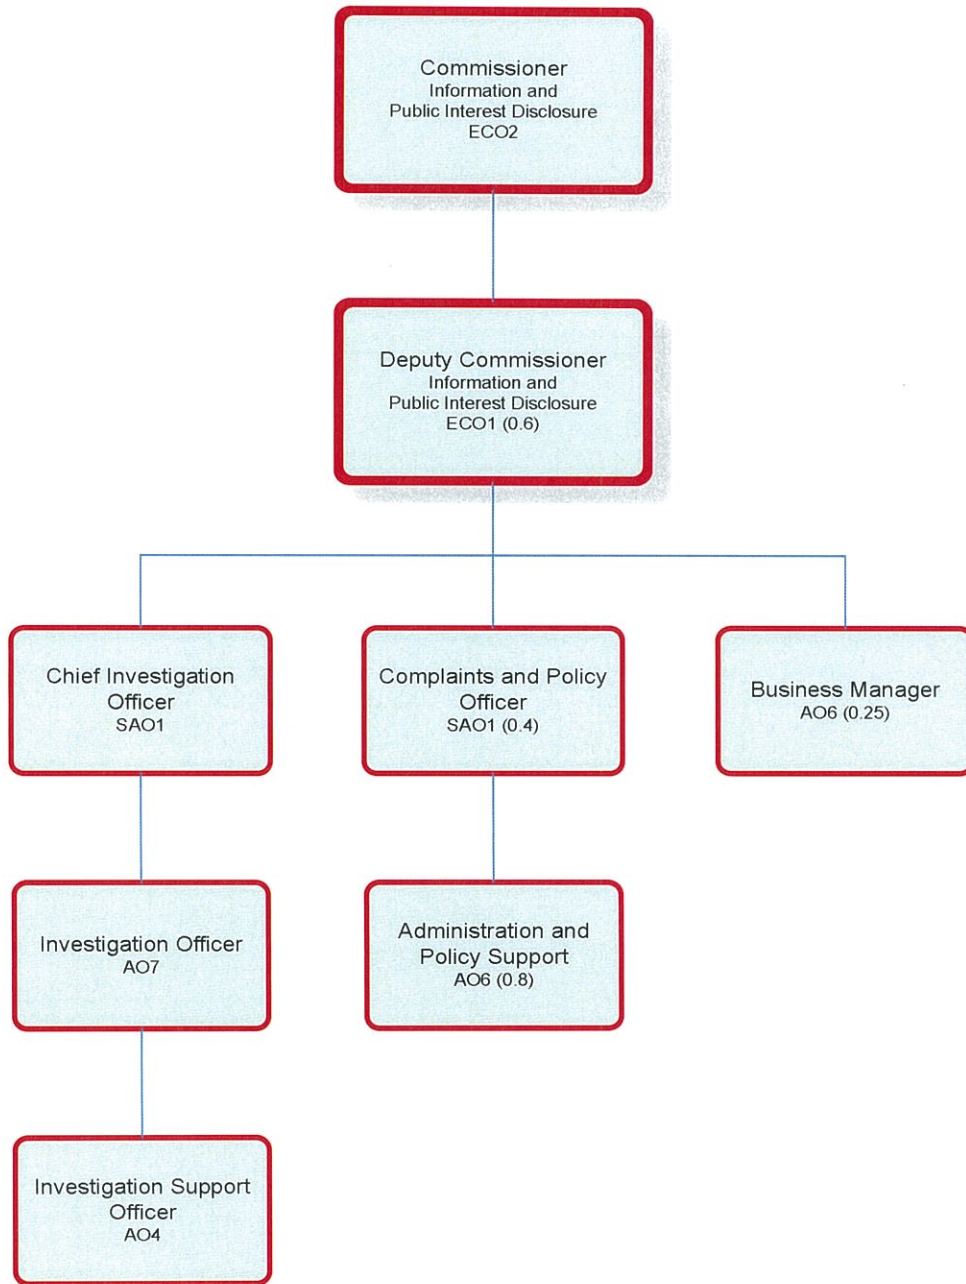 Commissioner
Information and
Public Interest Disclosure
ECO2
Deputy Commissioner
Information and
Public Interest Disclosure
ECO1 (0.6)
Chief Investigation
Officer
SAO1
Complaints and Policy
Officer
SAO1 (0.4)
Business Manager
AO6 (0.25)
Investigation Officer
AO7
Administration and
Policy Support
AO6 (0.8)
Investigation Support
Officer
AO4